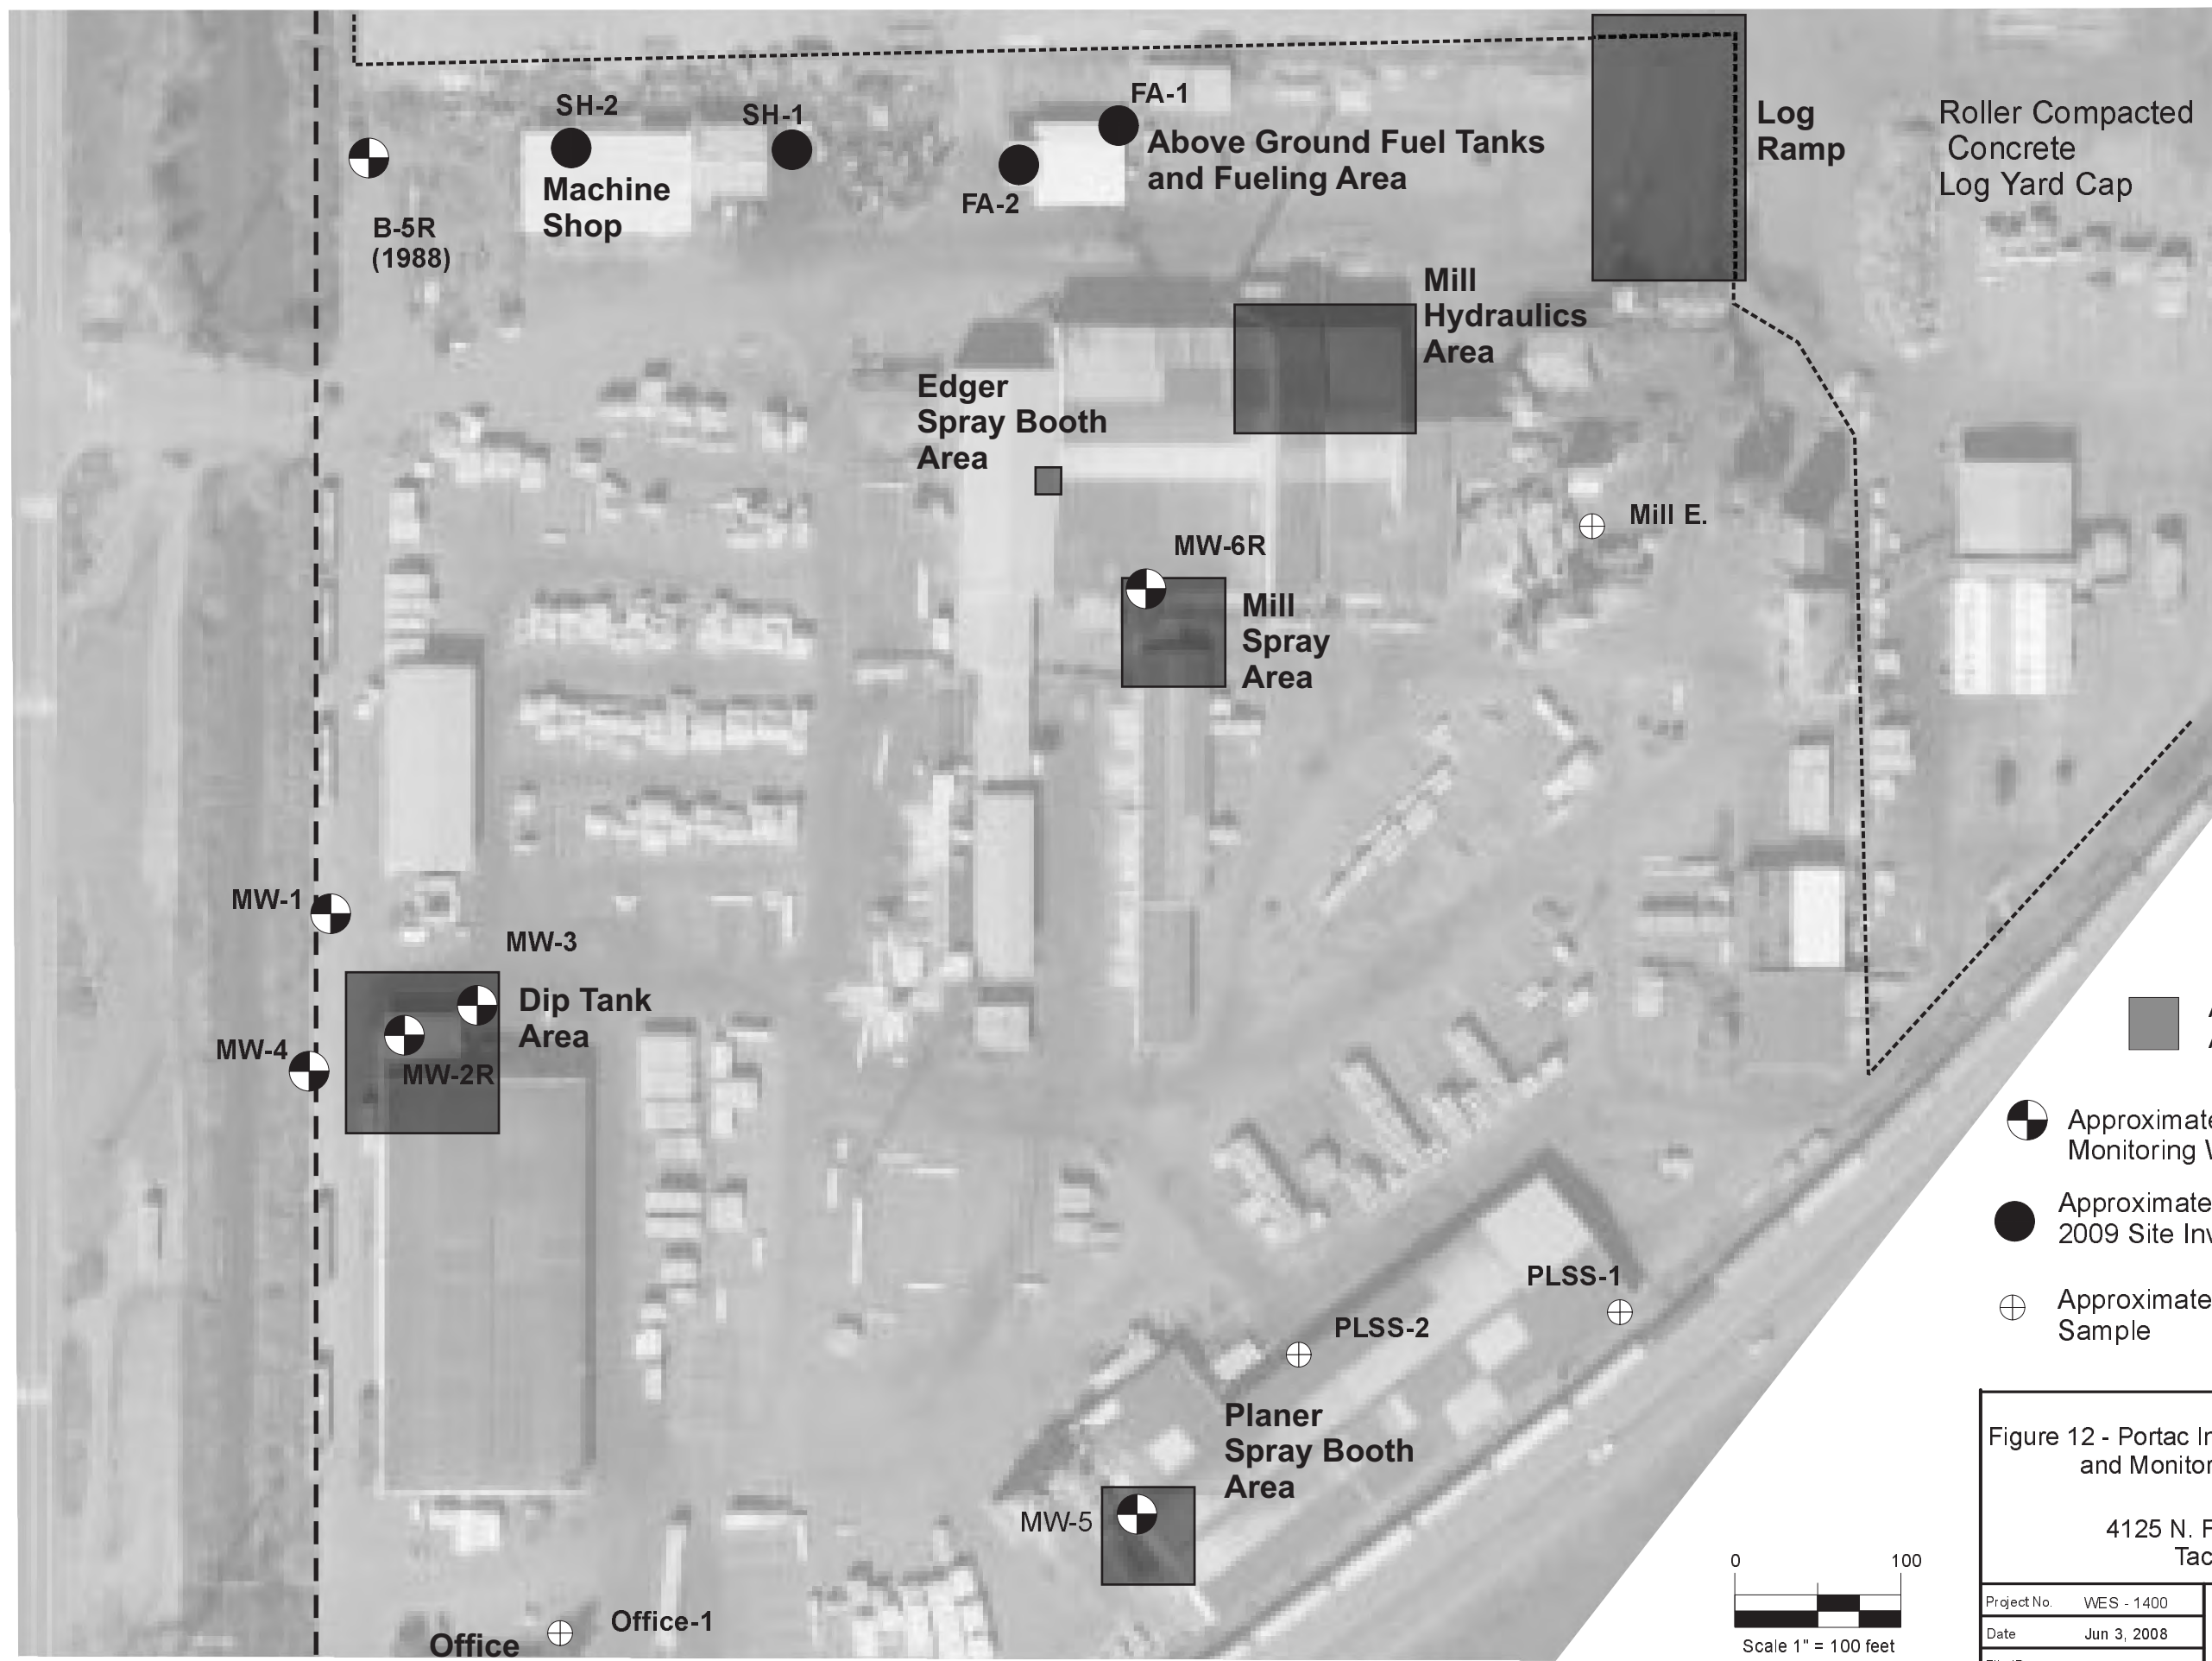 SH-2
SH-1
FA-1
Above Ground Fuel Tanks
and Fueling Area
FA-2
Machine
Shop
B-5R
(1988)
Log
Ramp
Roller Compacted
Concrete
Log Yard Cap
Mill
Hydraulics
Area
Edger
Spray Booth
Area
Mill E.
MW-6R
Mill
Spray
Area
MW-1
MW-3
Dip Tank
Area
MW-4
MW-2R
Approximate
Monitoring
Approximate
2009 Site
Approximate
Sample
PLSS-1
PLSS-2
Planer
Spray Booth
Area
MW-5
Office-1
Office
0 100
Scale 1" = 100 feet
Figure 12 - Portac
and
4125 N.
Project No. WES - 1400
Date Jun 3, 2008